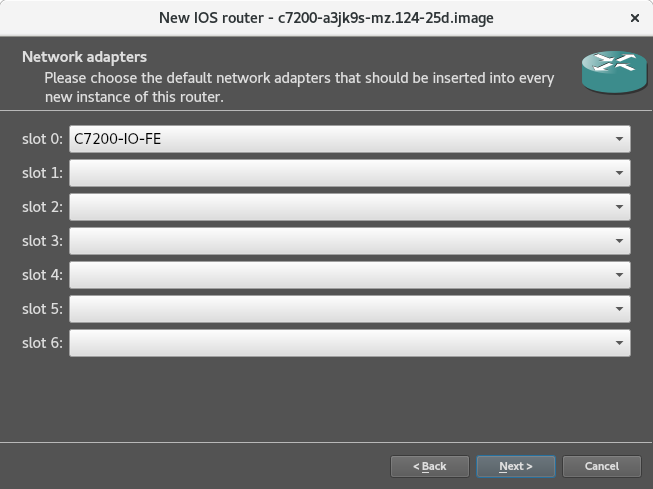 New IOS router - c7200-a3jk9s-mz.124-25d.image
Network adapters
Please choose the default network adapters that should be inserted into every
new instance of this router.
slot 0: C7200-IO-FE
slot 1:
slot 2:
slot 3:
slot 4:
slot 5:
slot 6:
< Back Next > Cancel